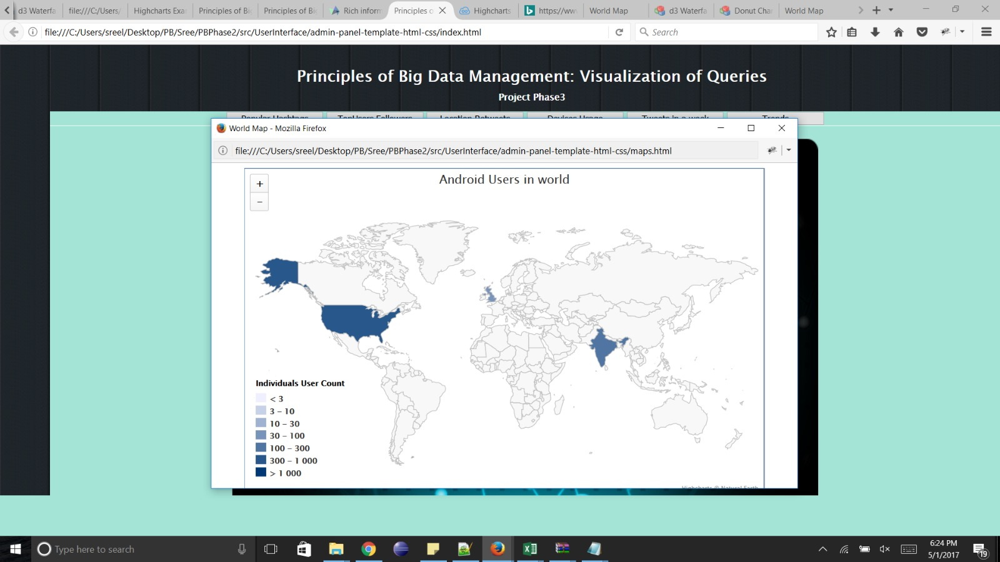 d3 Waterfa
file:///C:/Users/
Highcharts Exa
Principles of Bi
Principles of Bi
Rich inform
Principles o
Highcharts
https://ww
World Map
d3 Waterfa
Donut Cha
World Map
file:///C:/Users/sreel/Desktop/PB/Sree/PBPhase2/src/UserInterface/admin-panel-template-html-css/index.html
Search
Principles of Big Data Management: Visualization of Queries
Project Phase3
Popular Hashtags
TopUsers Followers
Location Retweets
Devices Usage
Tweets in a week
Trends
World Map - Mozilla Firefox
file:///C:/Users/sreel/Desktop/PB/Sree/PBPhase2/src/UserInterface/admin-panel-template-html-css/maps.html
+
Android Users in world
−
Individuals User Count
< 3
3 – 10
10 – 30
30 – 100
100 – 300
300 – 1 000
> 1 000
Highcharts © Natural Earth
Type here to search
6:24 PM
5/1/2017
19